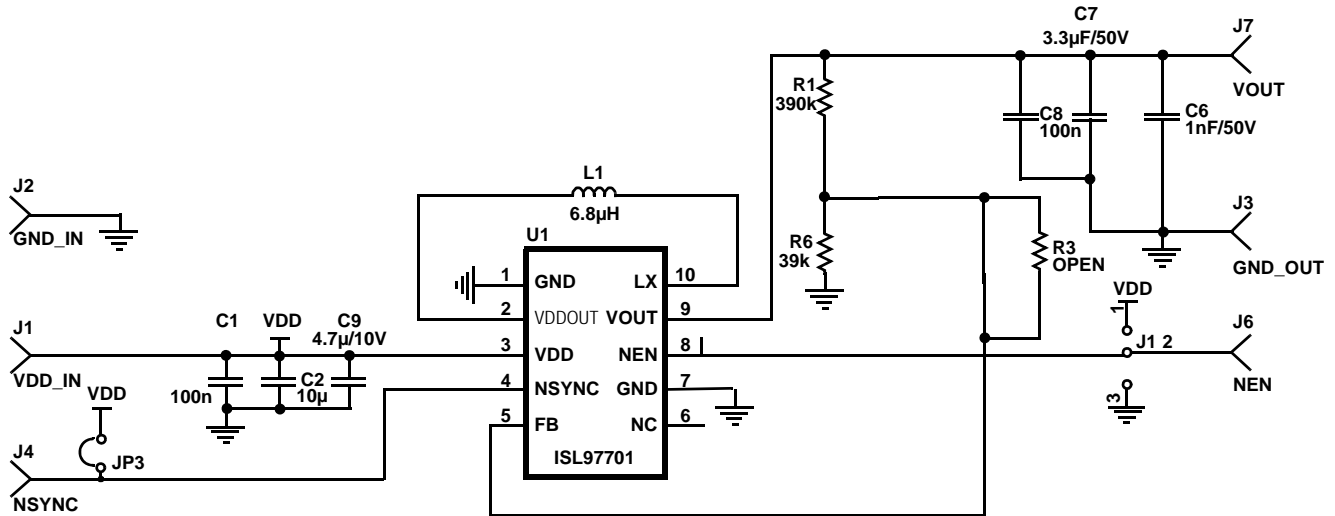 C7
3.3µF/50V
J7
VOUT
R1
390k
C8
100n
C6
1nF/50V
L1
6.8µH
J2
GND_IN
U1
R6
39k
R3
OPEN
J3
GND_OUT
1
GND
LX
10
2
VDDOUT
VOUT
9
VDD
1
J1
VDD_IN
C1
VDD
C9
4.7µ/10V
3
VDD
NEN
8
J1 2
J6
NEN
100n
C2
10µ
4
NSYNC
GND
7
3
VDD
5
FB
NC
6
JP3
J4
NSYNC
ISL97701